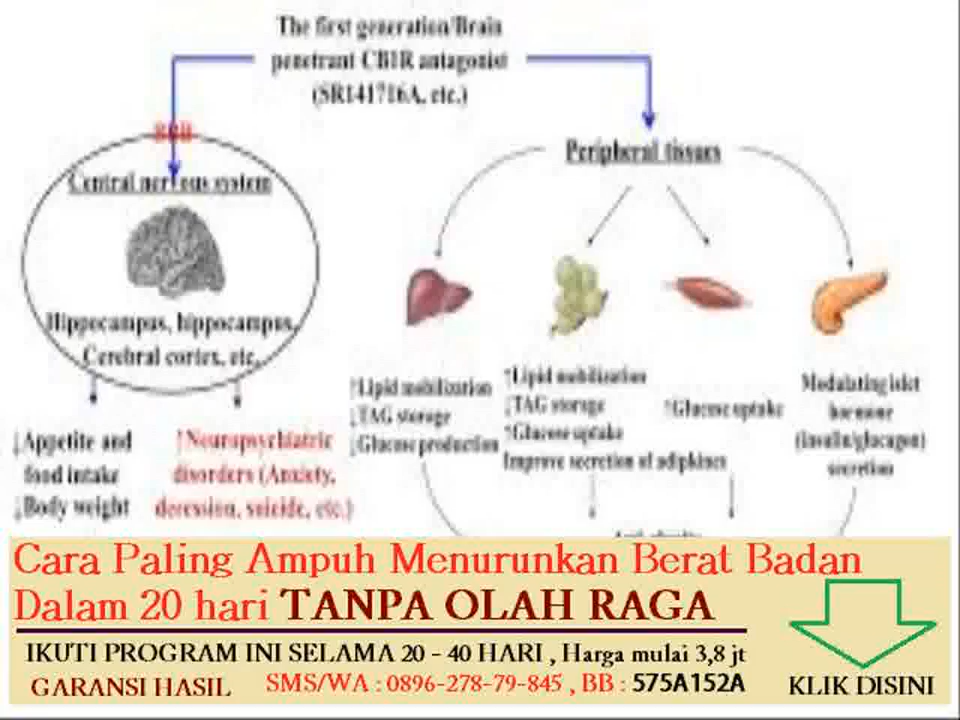 The first generation/Brain
penetrant CB1R antagonist
(SR141716A, etc.)
BBB
Peripheral tissues
Central nervous system
Hippocampus, hippocampus,
Cerebral cortex, etc.
↓Appetite and
food intake
↓Body weight
↑Neuropsychiatric
disorders (Anxiety,
deression, suicide, etc.)
↑Lipid mobilization
↓TAG storage
↓Glucose production
↑Lipid mobilization
↓TAG storage
↑Glucose uptake
Improve secretion of adipkines
↑Glucose uptake
Modulating islet
hormone
(insulin/glucagon)
secretion
Cara Paling Ampuh Menurunkan Berat Badan
Dalam 20 hari TANPA OLAH RAGA
IKUTI PROGRAM INI SELAMA 20 - 40 HARI , Harga mulai 3,8 jt
GARANSI HASIL SMS/WA : 0896-278-79-845 , BB : 575A152A
KLIK DISINI